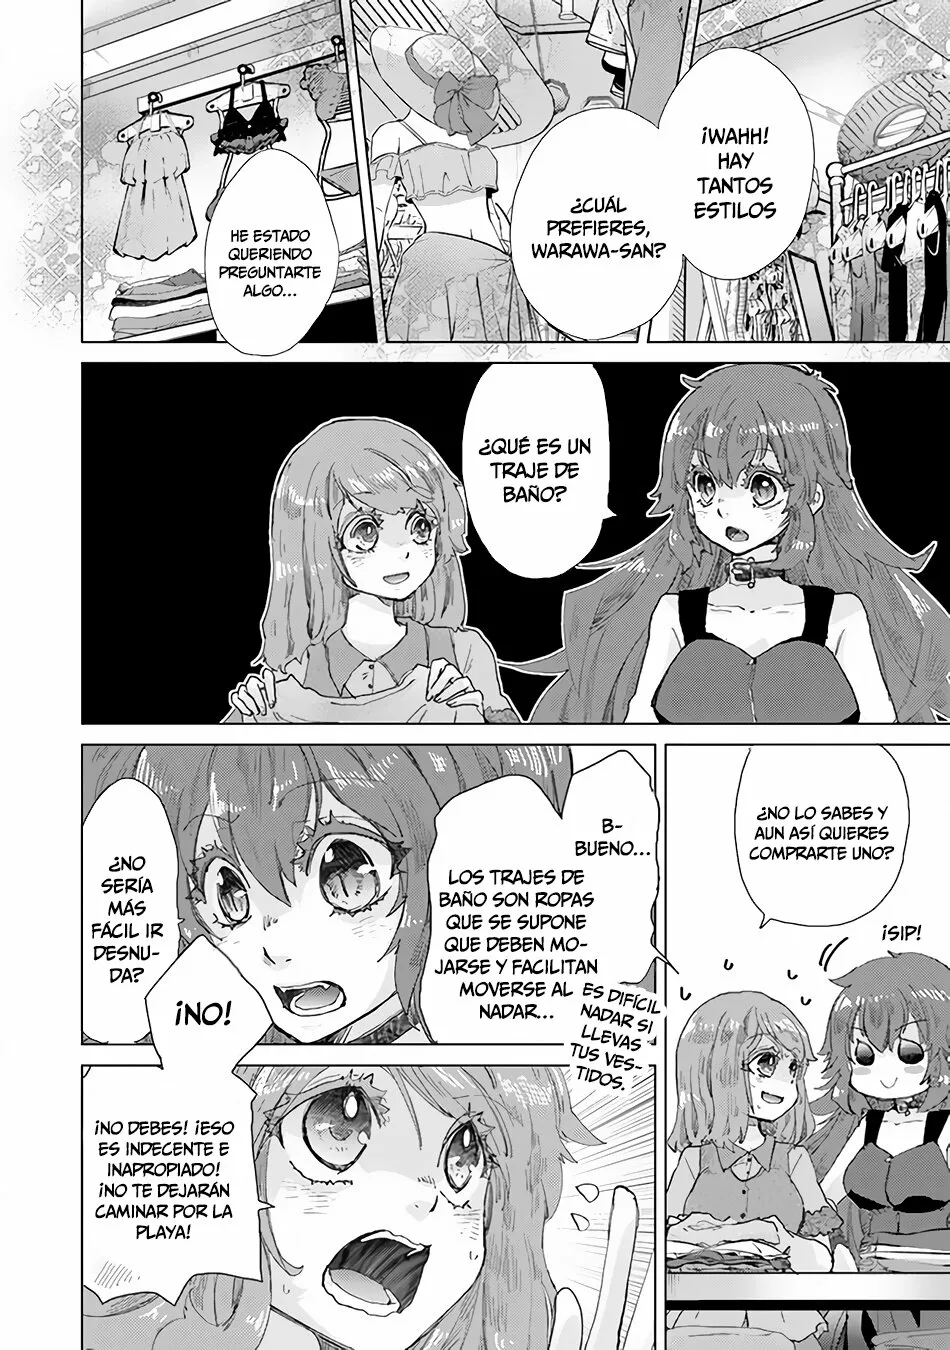 ¡WAHH!
HAY
TANTOS
ESTILOS
¿CUÁL
PREFIERES,
WARAWA-SAN?
HE ESTADO
QUERIENDO
PREGUNTARTE
ALGO...
¿QUÉ ES UN
TRAJE DE
BAÑO?
¿NO LO SABES Y
AUN ASÍ QUIERES
COMPRARTE UNO?
¡SIP!
B-
BUENO...
LOS TRAJES DE
BAÑO SON ROPAS
QUE SE SUPONE
QUE DEBEN MO-
JARSE Y FACILITAN
MOVERSE AL
NADAR...
ES DIFÍCIL
NADAR SI
LLEVAS
TUS VES-
TIDOS.
¿NO
SERÍA
MÁS
FÁCIL IR
DESNU-
DA?
¡NO!
¡NO DEBES! ¡ESO
ES INDECENTE E
INAPROPIADO!
¡NO TE DEJARÁN
CAMINAR POR LA
PLAYA!